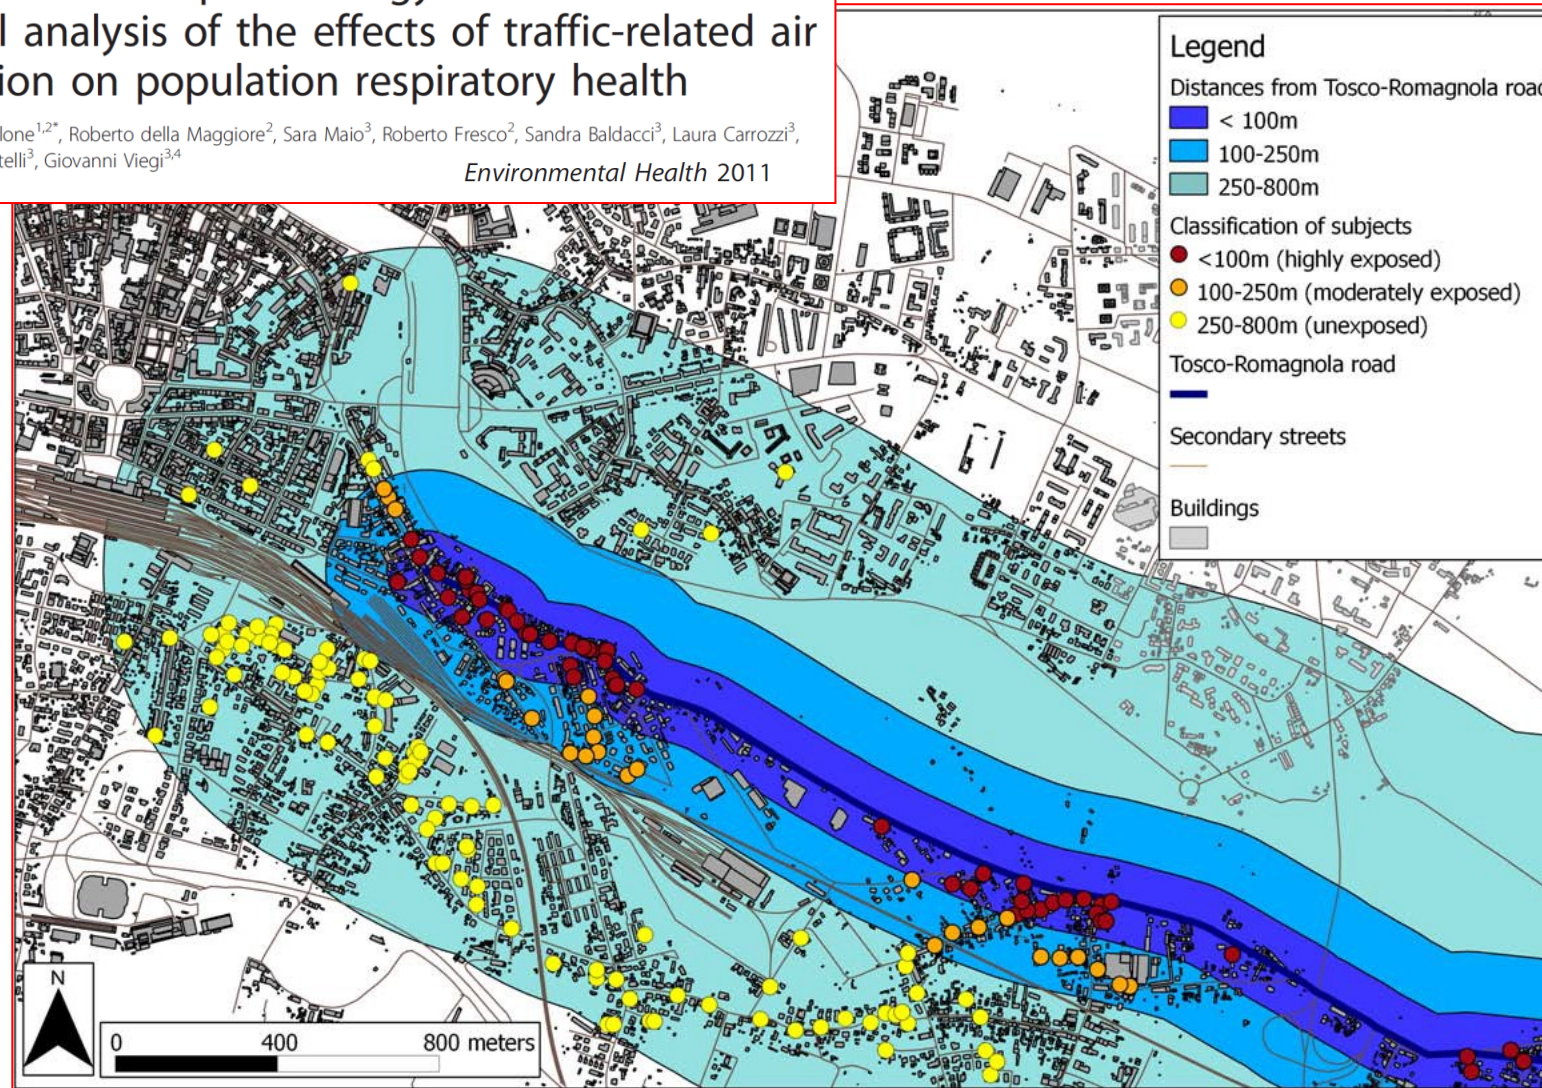 l analysis of the effects of traffic-related air
ion on population respiratory health
lone1,2*, Roberto della Maggiore2, Sara Maio3, Roberto Fresco2, Sandra Baldacci3, Laura Carrozzi3,
telli3, Giovanni Viegi3,4
Environmental Health 2011
Legend
Distances from Tosco-Romagnola road
< 100m
100-250m
250-800m
Classification of subjects
<100m (highly exposed)
100-250m (moderately exposed)
250-800m (unexposed)
Tosco-Romagnola road
Secondary streets
Buildings
N
0 400 800 meters